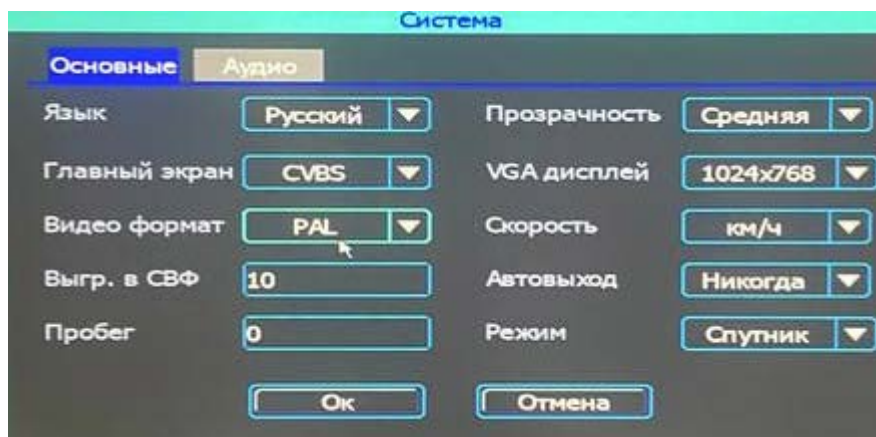 Система
Основные Аудио
Язык Русский Прозрачность Средняя
Главный экран CVBS VGA дисплей 1024x768
Видео формат PAL Скорость км/ч
Выгр. в СВФ 10 Автовыход Никогда
Пробег 0 Режим Спутник
Ок Отмена